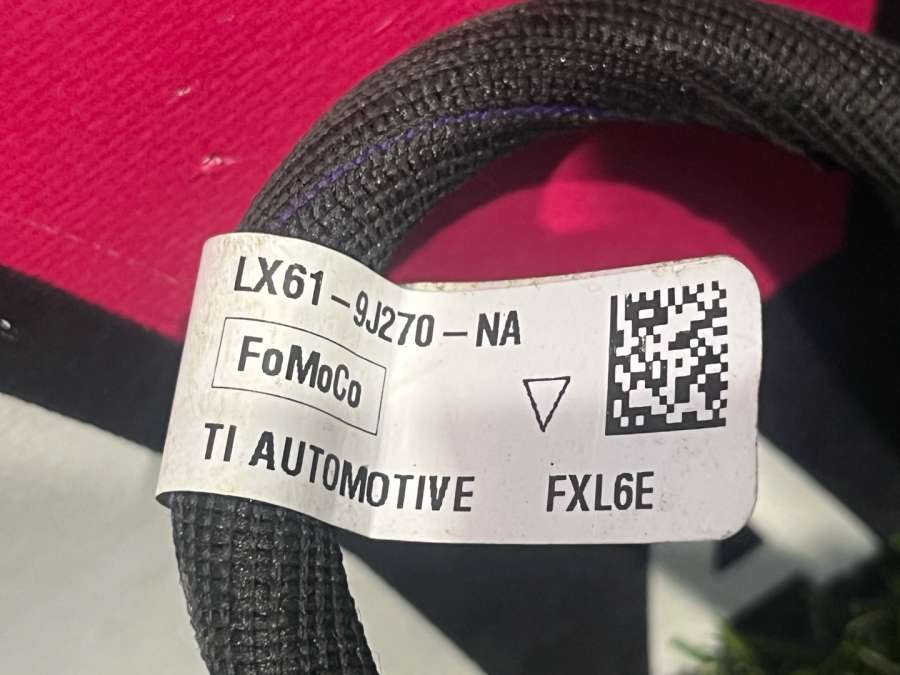 LX61-9J270-NA
FoMoCo
TI AUTOMOTIVE
FXL6E